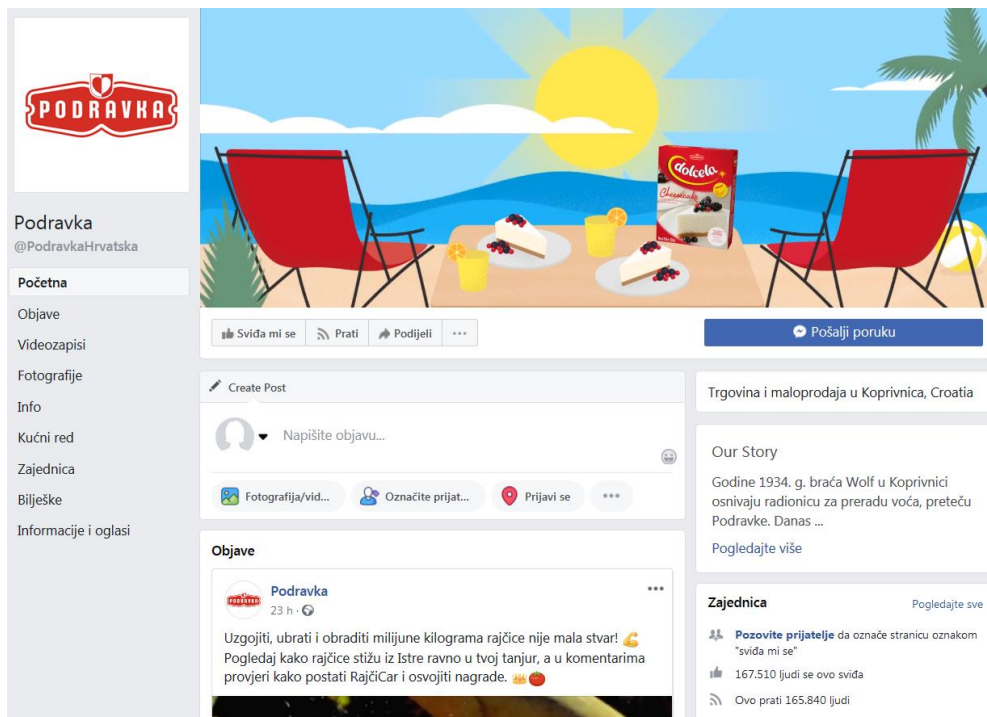 PODRAVKA
Podravka
@PodravkaHrvatska
Početna
Objave
Videozapisi
Fotografije
Info
Kućni red
Zajednica
Bilješke
Informacije i oglasi
dolcela
Cheesecake
Sviđa mi se
Prati
Podijeli
Pošalji poruku
Create Post
Napišite objavu...
Fotografija/vid...
Označite prijat...
Prijavi se
Objave
PODRAVKA
Podravka
23 h ·
Uzgojiti, ubrati i obraditi milijune kilograma rajčice nije mala stvar! 💪
Pogledaj kako rajčice stižu iz Istre ravno u tvoj tanjur, a u komentarima
provjeri kako postati RajčiCar i osvojiti nagrade. 👑🍅
Trgovina i maloprodaja u Koprivnica, Croatia
Our Story
Godine 1934. g. braća Wolf u Koprivnici
osnivaju radionicu za preradu voća, preteču
Podravke. Danas ...
Pogledajte više
Zajednica
Pogledajte sve
Pozovite prijatelje da označe stranicu oznakom
"sviđa mi se"
167.510 ljudi se ovo sviđa
Ovo prati 165.840 ljudi